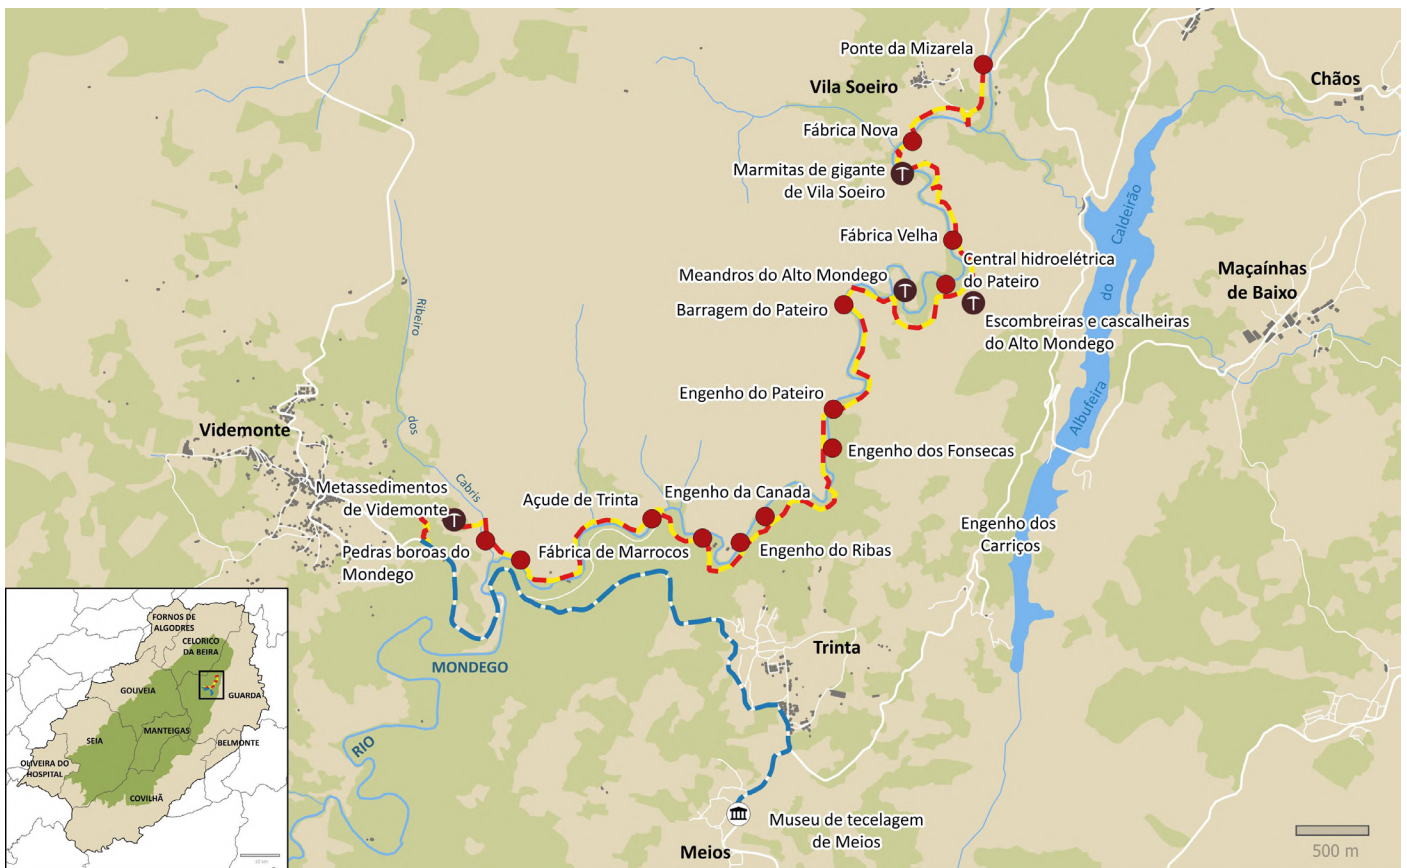 Ponte da Mizarela
Vila Soeiro
Chãos
Fábrica Nova
Marmitas de gigante
de Vila Soeiro
Fábrica Velha
Central hidroelétrica
do Pateiro
Meandros do Alto Mondego
Barragem do Pateiro
Escombreiras e cascalheiras
do Alto Mondego
Albufeira do Caldeirão
Maçaínhas
de Baixo
Engenho do Pateiro
Engenho dos Fonsecas
Ribeiro dos Cabris
Videmonte
Metassedimentos
de Videmonte
Açude de Trinta
Engenho da Canada
Engenho dos
Carriços
Pedras boroas do
Mondego
Fábrica de Marrocos
Engenho do Ribas
Trinta
RIO MONDEGO
Museu de tecelagem
de Meios
Meios
500 m
FORNOS DE
ALGODRES
CELORICO
DA BEIRA
GOUVEIA
GUARDA
MANTEIGAS
SEIA
BELMONTE
OLIVEIRA DO
HOSPITAL
COVILHÃ
10 km